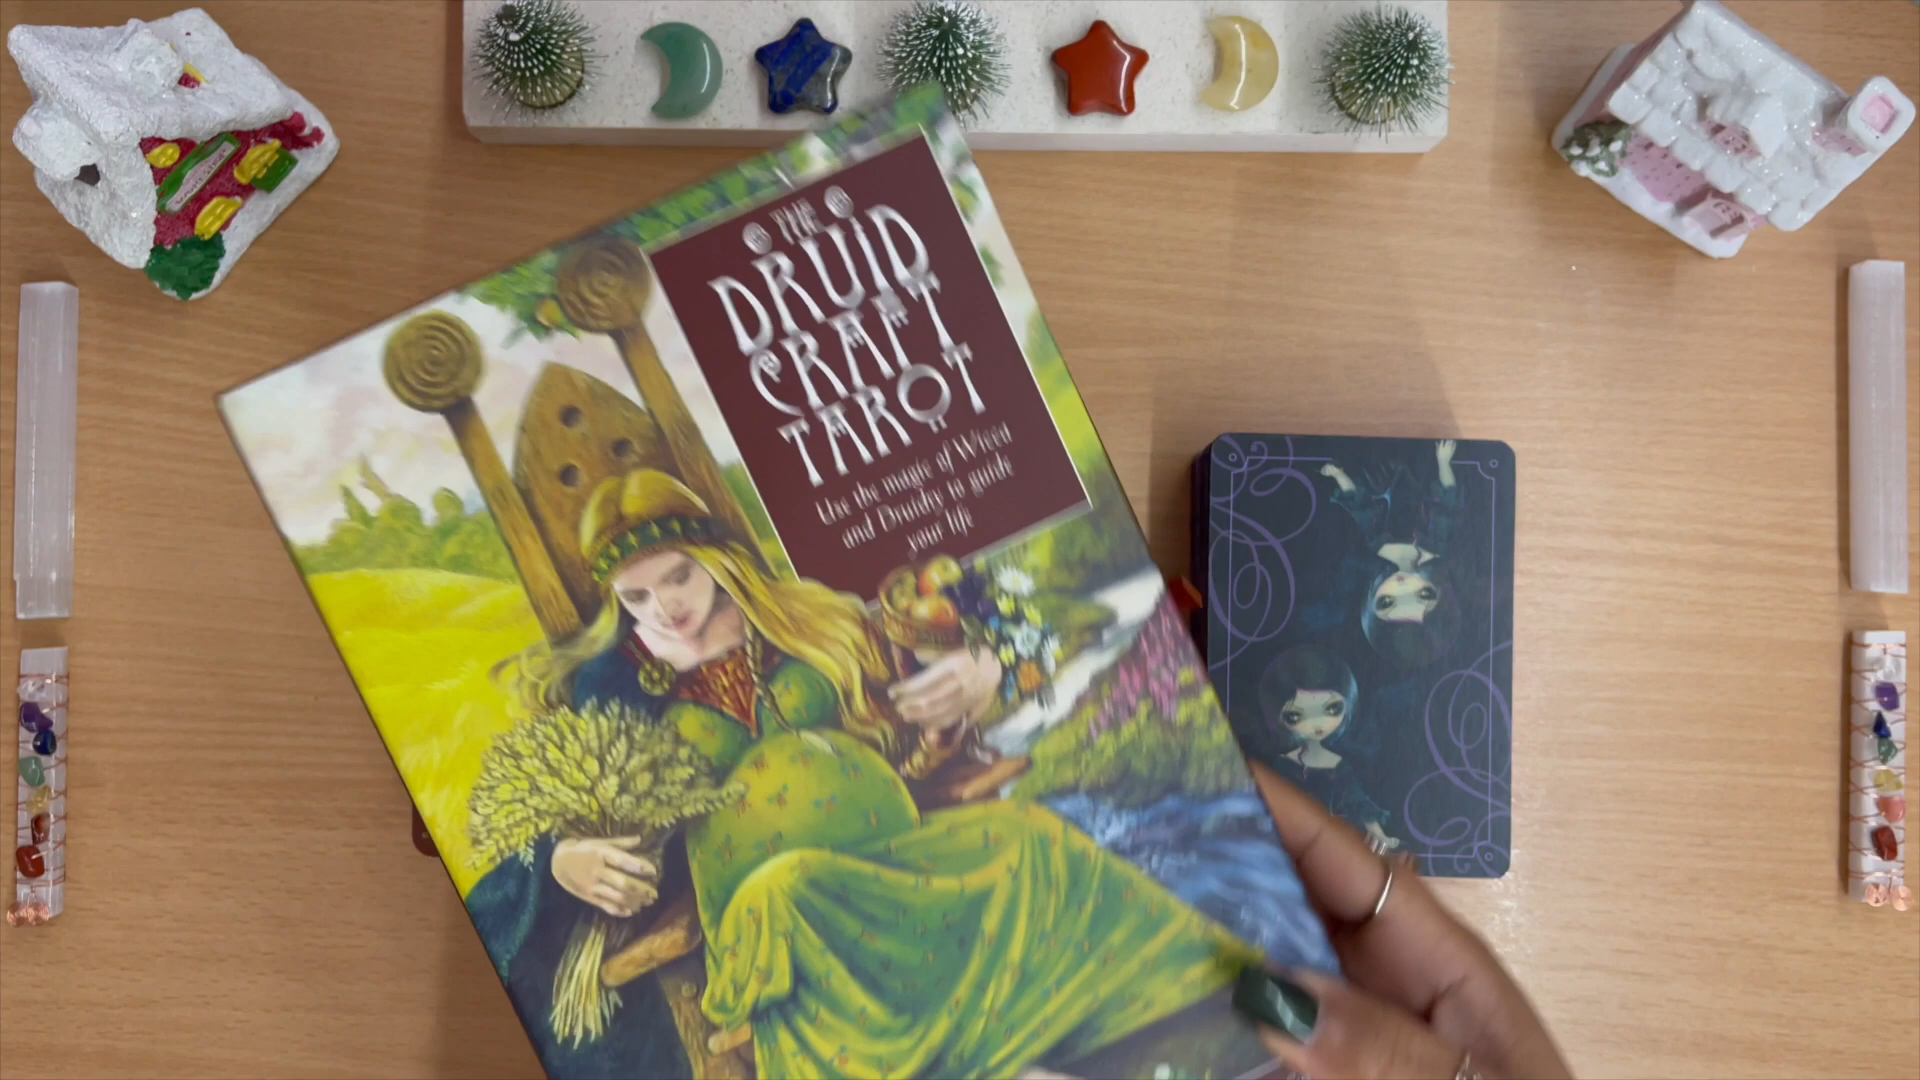 THE
DRUID
CRAFT
TAROT
Use the magic of Wicca
and Druidry to guide
your life